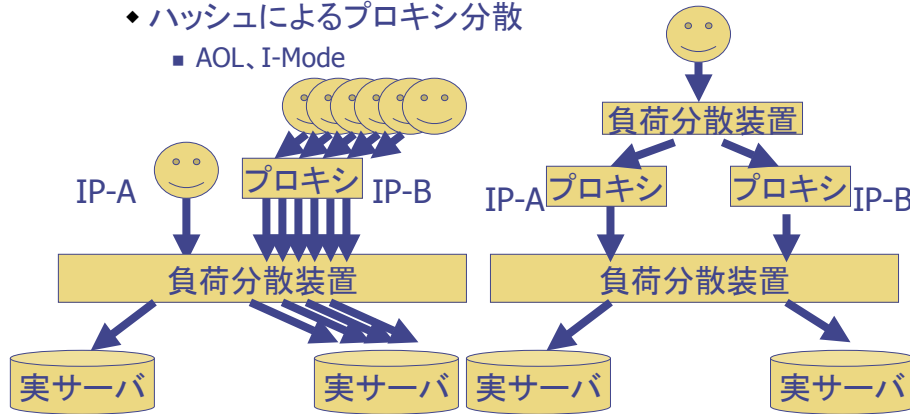 ハッシュによるプロキシ分散
AOL、I-Mode
IP-A
プロキシ
IP-B
負荷分散装置
実サーバ
実サーバ
負荷分散装置
IP-A
プロキシ
プロキシ
IP-B
負荷分散装置
実サーバ
実サーバ